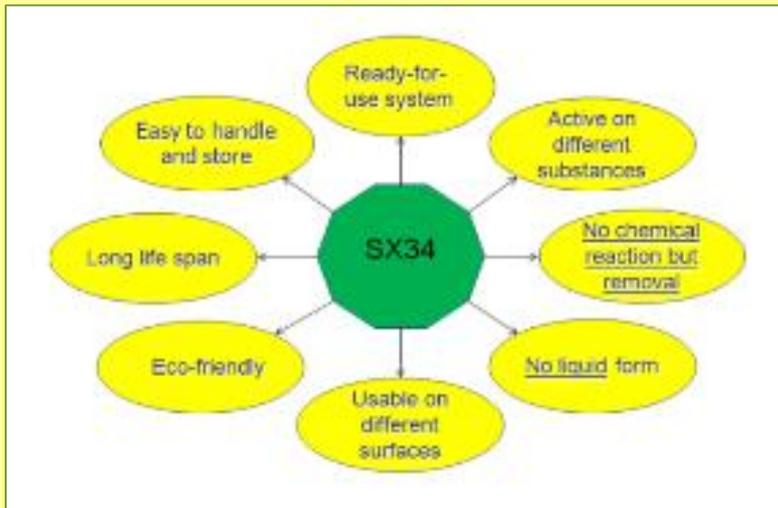 Ready-for-
use system
Easy to handle
and store
Active on
different
substances
SX34
Long life span
No chemical
reaction but
removal
Eco-friendly
No liquid form
Usable on
different
surfaces